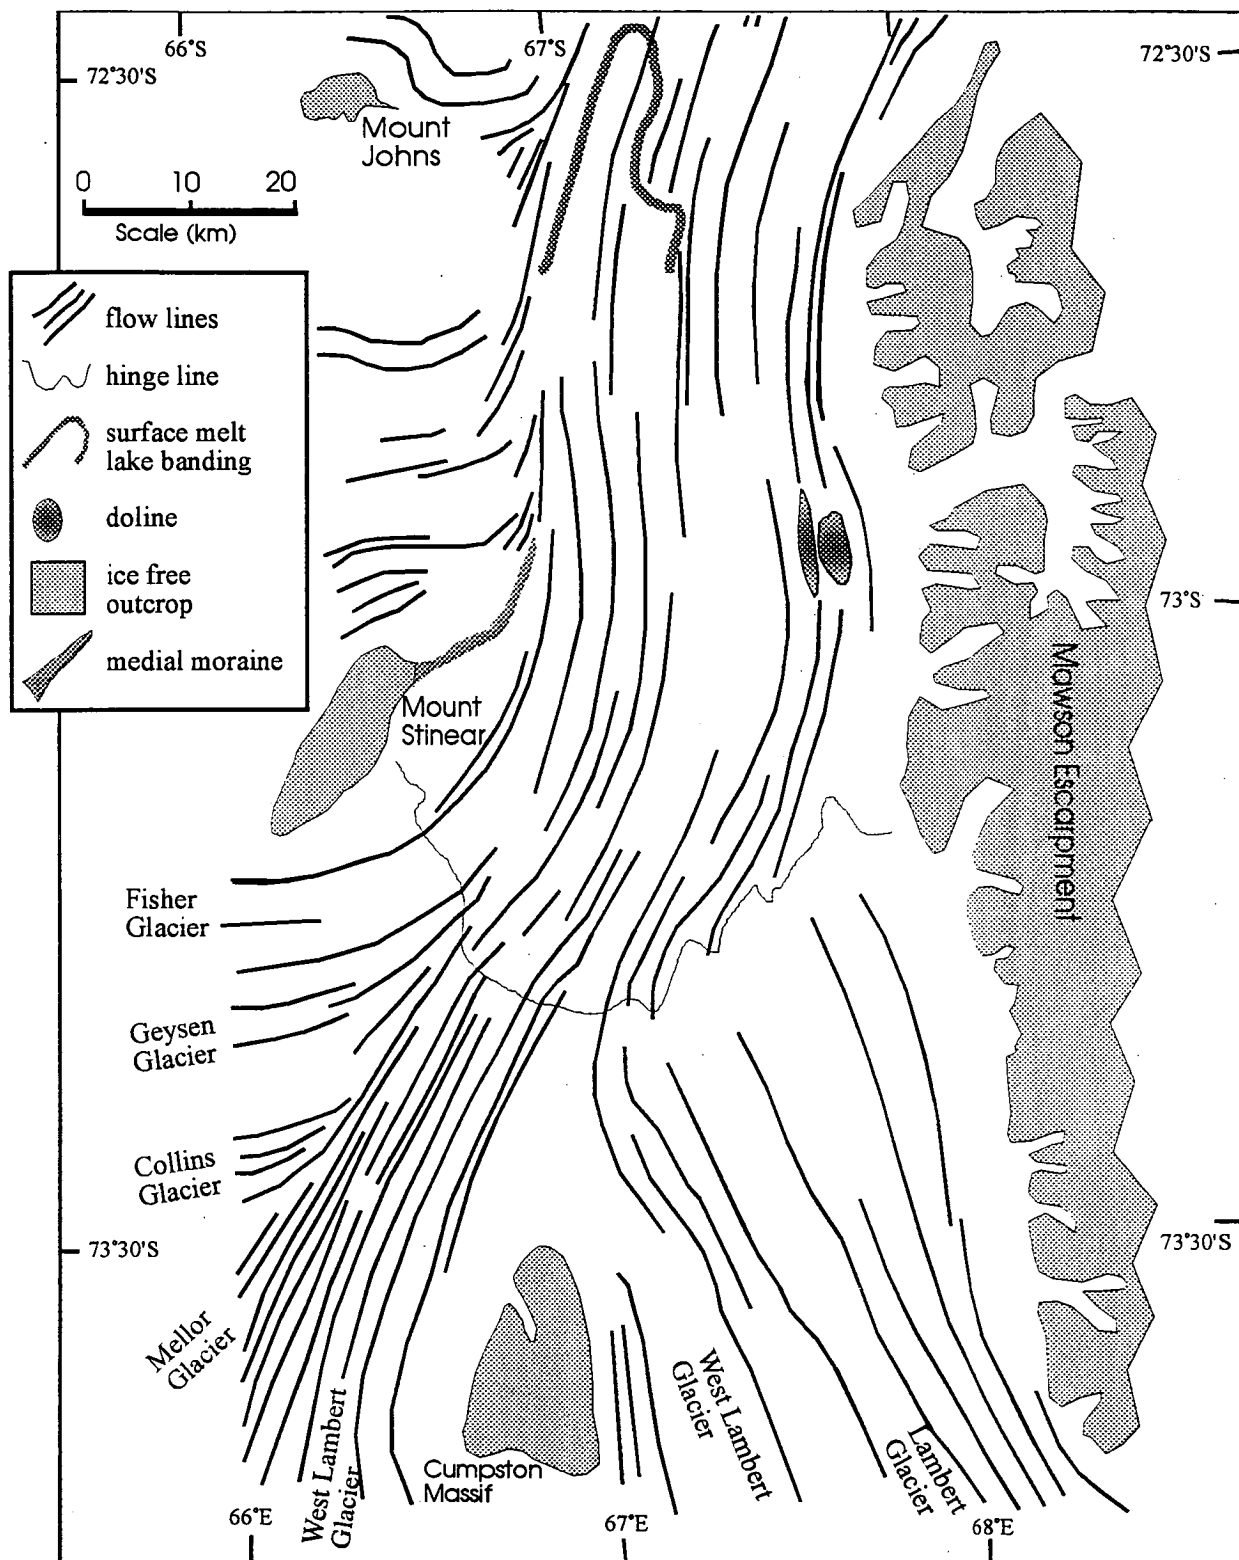 66°S
67°S
72°30'S
72°30'S
Mount
Johns
0 10 20
Scale (km)
flow lines
hinge line
surface melt
lake banding
doline
ice free
outcrop
medial moraine
73°S
Mawson Escarpment
Mount
Stinear
Fisher
Glacier
Geysen
Glacier
Collins
Glacier
73°30'S
73°30'S
Mellor
Glacier
West Lambert
Glacier
Cumpston
Massif
West Lambert
Glacier
Lambert
Glacier
66°E
67°E
68°E